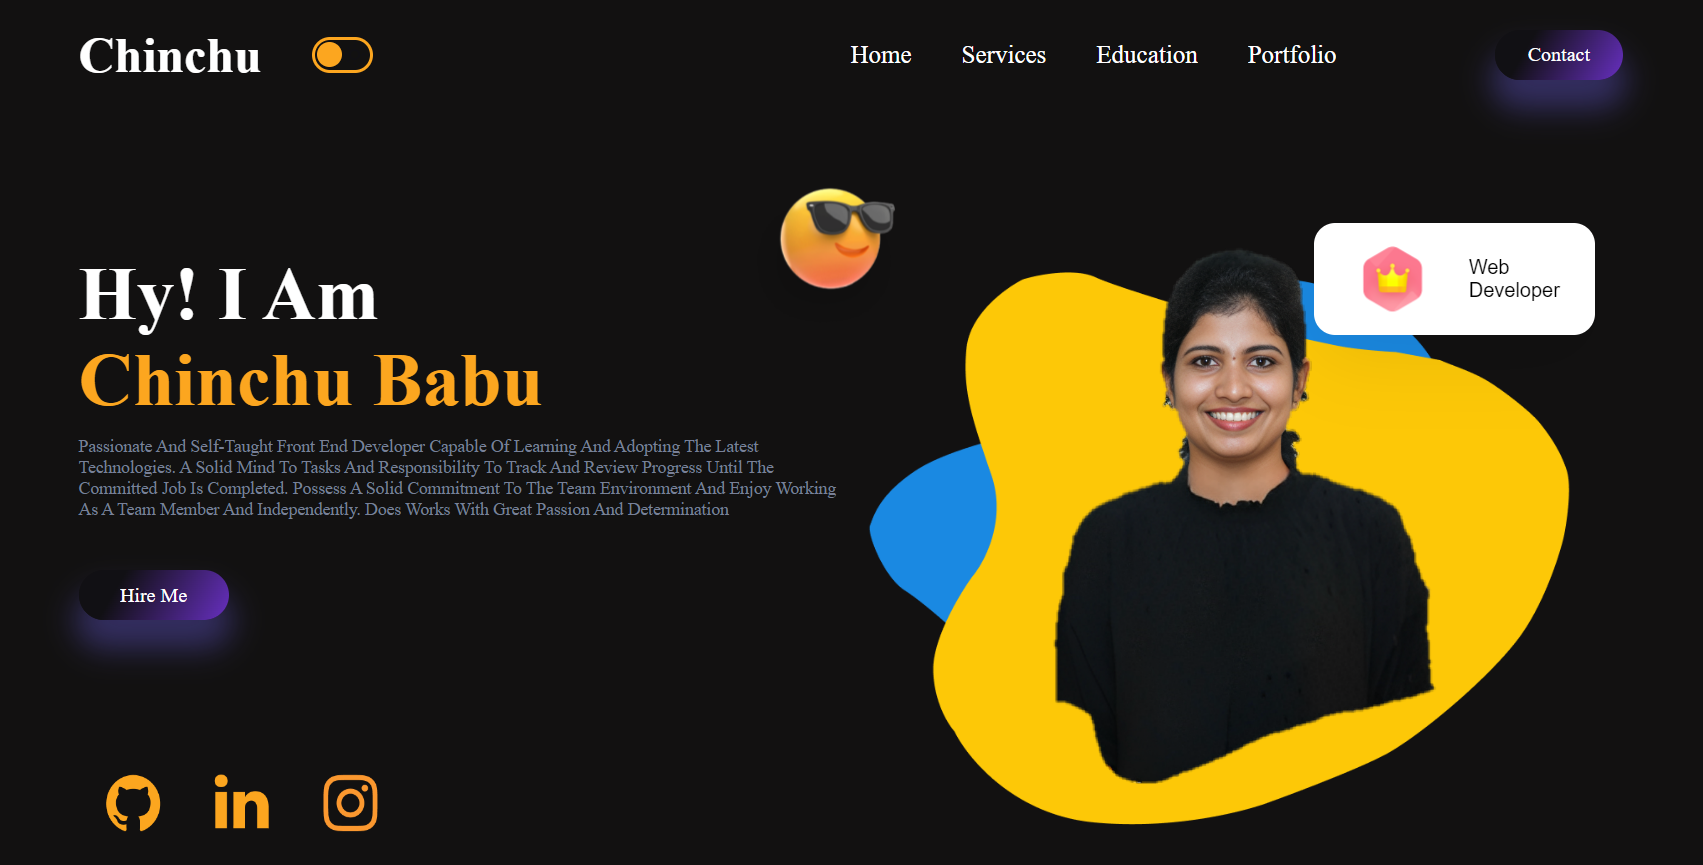 Chinchu
Home
Services
Education
Portfolio
Contact
Web
Developer
Hy! I Am
Chinchu Babu
Passionate And Self-Taught Front End Developer Capable Of Learning And Adopting The Latest
Technologies. A Solid Mind To Tasks And Responsibility To Track And Review Progress Until The
Committed Job Is Completed. Possess A Solid Commitment To The Team Environment And Enjoy Working
As A Team Member And Independently. Does Works With Great Passion And Determination
Hire Me
in